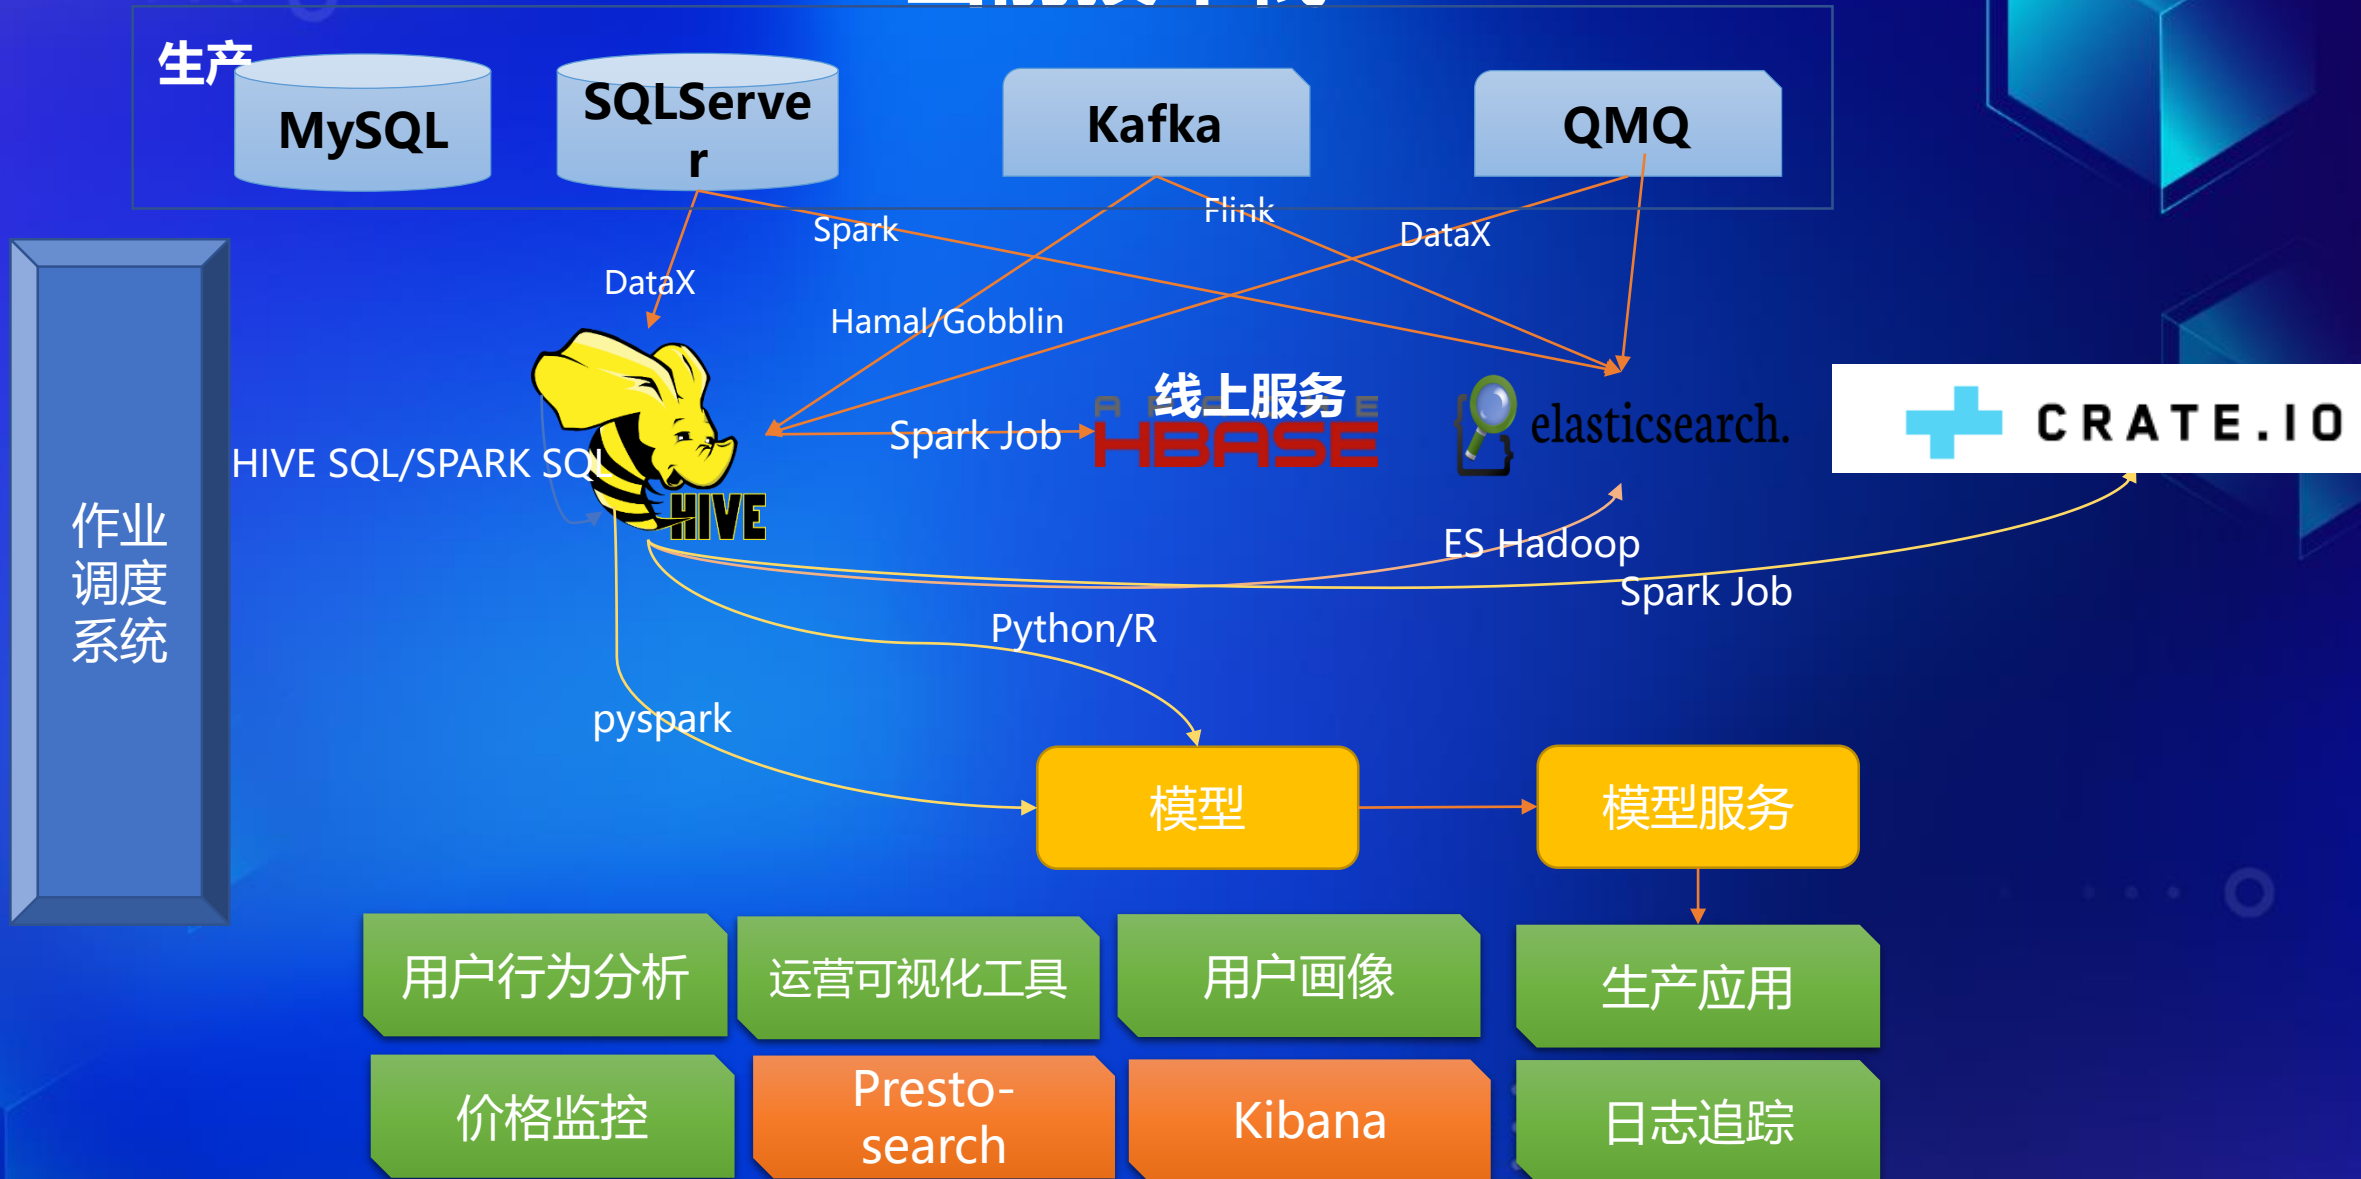 生产
MySQL
SQLServe
r
Kafka
QMQ
Spark
Flink
DataX
DataX
Hamal/Gobblin
线上服务
HBASE
Spark Job
elasticsearch.
CRATE.IO
HIVE SQL/SPARK SQL
HIVE
作业
调度
系统
ES Hadoop
Spark Job
Python/R
pyspark
模型
模型服务
用户行为分析
运营可视化工具
用户画像
生产应用
价格监控
Presto-
search
Kibana
日志追踪